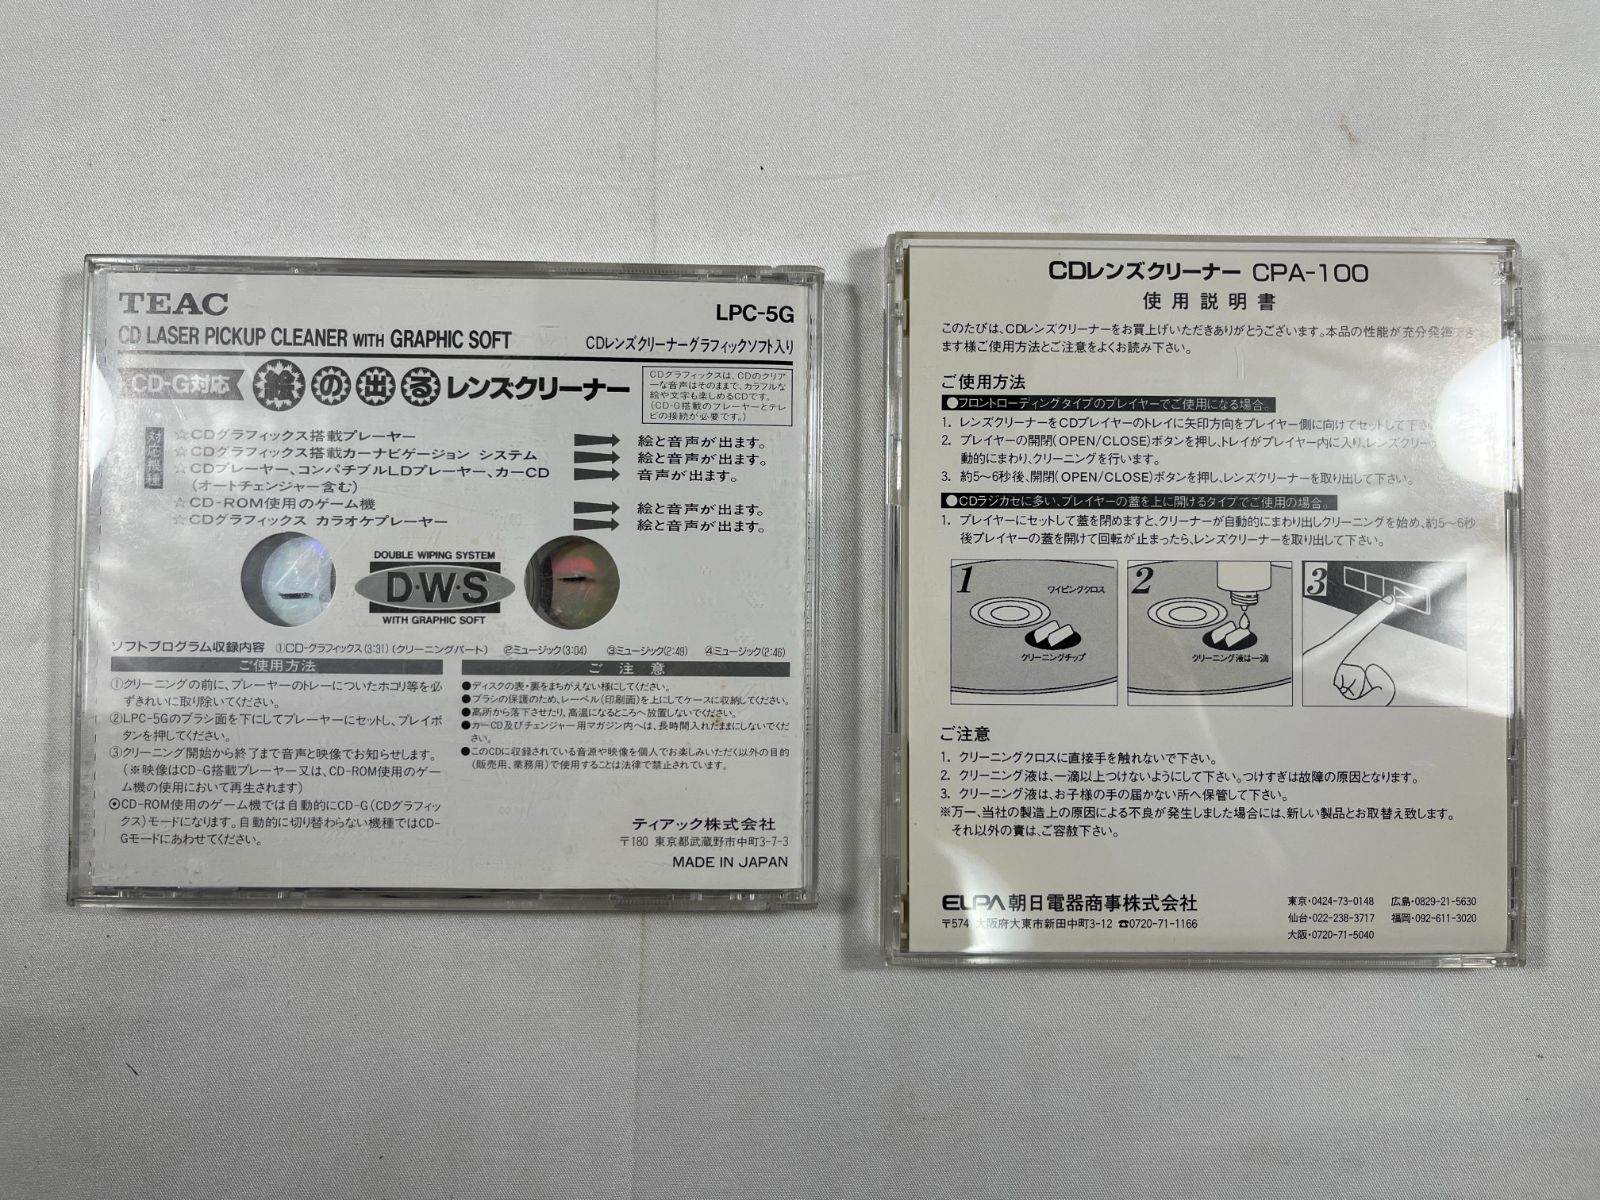 TEAC
LPC-5G
CD LASER PICKUP CLEANER WITH GRAPHIC SOFT
CDレンズクリーナーグラフィックソフト入り
CD-G対応
絵の出るレンズクリーナー
CDグラフィックスは、CDのクリア
ーな音声はそのままで、カラフルな
絵や文字も楽しめるCDです。
(CD-G搭載のプレーヤーとテレ
ビの接続が必要です。)
対応機種
☆CDグラフィックス搭載プレーヤー 絵と音声が出ます。
☆CDグラフィックス搭載カーナビゲーション システム 絵と音声が出ます。
☆CDプレーヤー、コンパチブルLDプレーヤー、カーCD 音声が出ます。
(オートチェンジャー含む)
☆CD-ROM使用のゲーム機 絵と音声が出ます。
☆CDグラフィックス カラオケプレーヤー 絵と音声が出ます。
DOUBLE WIPING SYSTEM
D·W·S
WITH GRAPHIC SOFT
ソフトプログラム収録内容 ①CD-グラフィックス(3:31)(クリーニングパート) ②ミュージック(3:04) ③ミュージック(2:49) ④ミュージック(2:46)
ご使用方法
①クリーニングの前に、プレーヤーのトレーについたホコリ等を必
ずきれいに取り除いてください。
②LPC-5Gのブラシ面を下にしてプレーヤーにセットし、プレイボ
タンを押してください。
③クリーニング開始から終了まで音声と映像でお知らせします。
(※映像はCD-G搭載プレーヤー又は、CD-ROM使用のゲー
ム機の使用において再生されます)
⦿CD-ROM使用のゲーム機では自動的にCD-G(CDグラフィッ
クス)モードになります。自動的に切り替わらない機種ではCD-
Gモードにあわせてください。
ご注意
●ディスクの表・裏をまちがえない様にしてください。
●ブラシの保護のため、レーベル(印刷面)を上にしてケースに収納してください。
●高所から落下させたり、高温になるところへ放置しないでください。
●カーCD及びチェンジャー用マガジン内へは、長時間入れたままにしないでくだ
さい。
●このCDに収録されている音源や映像を個人でお楽しみいただく以外の目的
(販売用、業務用)で使用することは法律で禁止されています。
ティアック株式会社
〒180 東京都武蔵野市中町3-7-3
MADE IN JAPAN
CDレンズクリーナー CPA-100
使用説明書
このたびは、CDレンズクリーナーをお買上げいただきありがとうございます。本品の性能が充分発揮でき
ます様ご使用方法とご注意をよくお読み下さい。
ご使用方法
●フロントローディングタイプのプレイヤーでご使用になる場合。
1. レンズクリーナーをCDプレイヤーのトレイに矢印方向をプレイヤー側に向けてセットして下さ
2. プレイヤーの開閉(OPEN/CLOSE)ボタンを押し、トレイがプレイヤー内に入り、レンズクリー
動的にまわり、クリーニングを行います。
3. 約5〜6秒後、開閉(OPEN/CLOSE)ボタンを押し、レンズクリーナーを取り出して下さい。
●CDラジカセに多い、プレイヤーの蓋を上に開けるタイプでご使用の場合。
1. プレイヤーにセットして蓋を閉めますと、クリーナーが自動的にまわり出しクリーニングを始め、約5〜6秒
後プレイヤーの蓋を開けて回転が止まったら、レンズクリーナーを取り出して下さい。
1 ワイピングクロス
クリーニングチップ
2
クリーニング液は一滴
3
ご注意
1. クリーニングクロスに直接手を触れないで下さい。
2. クリーニング液は、一滴以上つけないようにして下さい。つけすぎは故障の原因となります。
3. クリーニング液は、お子様の手の届かない所へ保管して下さい。
※万一、当社の製造上の原因による不良が発生しました場合には、新しい製品とお取替え致します。
それ以外の責は、ご容赦下さい。
ELPA 朝日電器商事株式会社
〒574 大阪府大東市新田中町3-12 ☎0720-71-1166
東京・0424-73-0148 広島・0829-21-5630
仙台・022-238-3717 福岡・092-611-3020
大阪・0720-71-5040